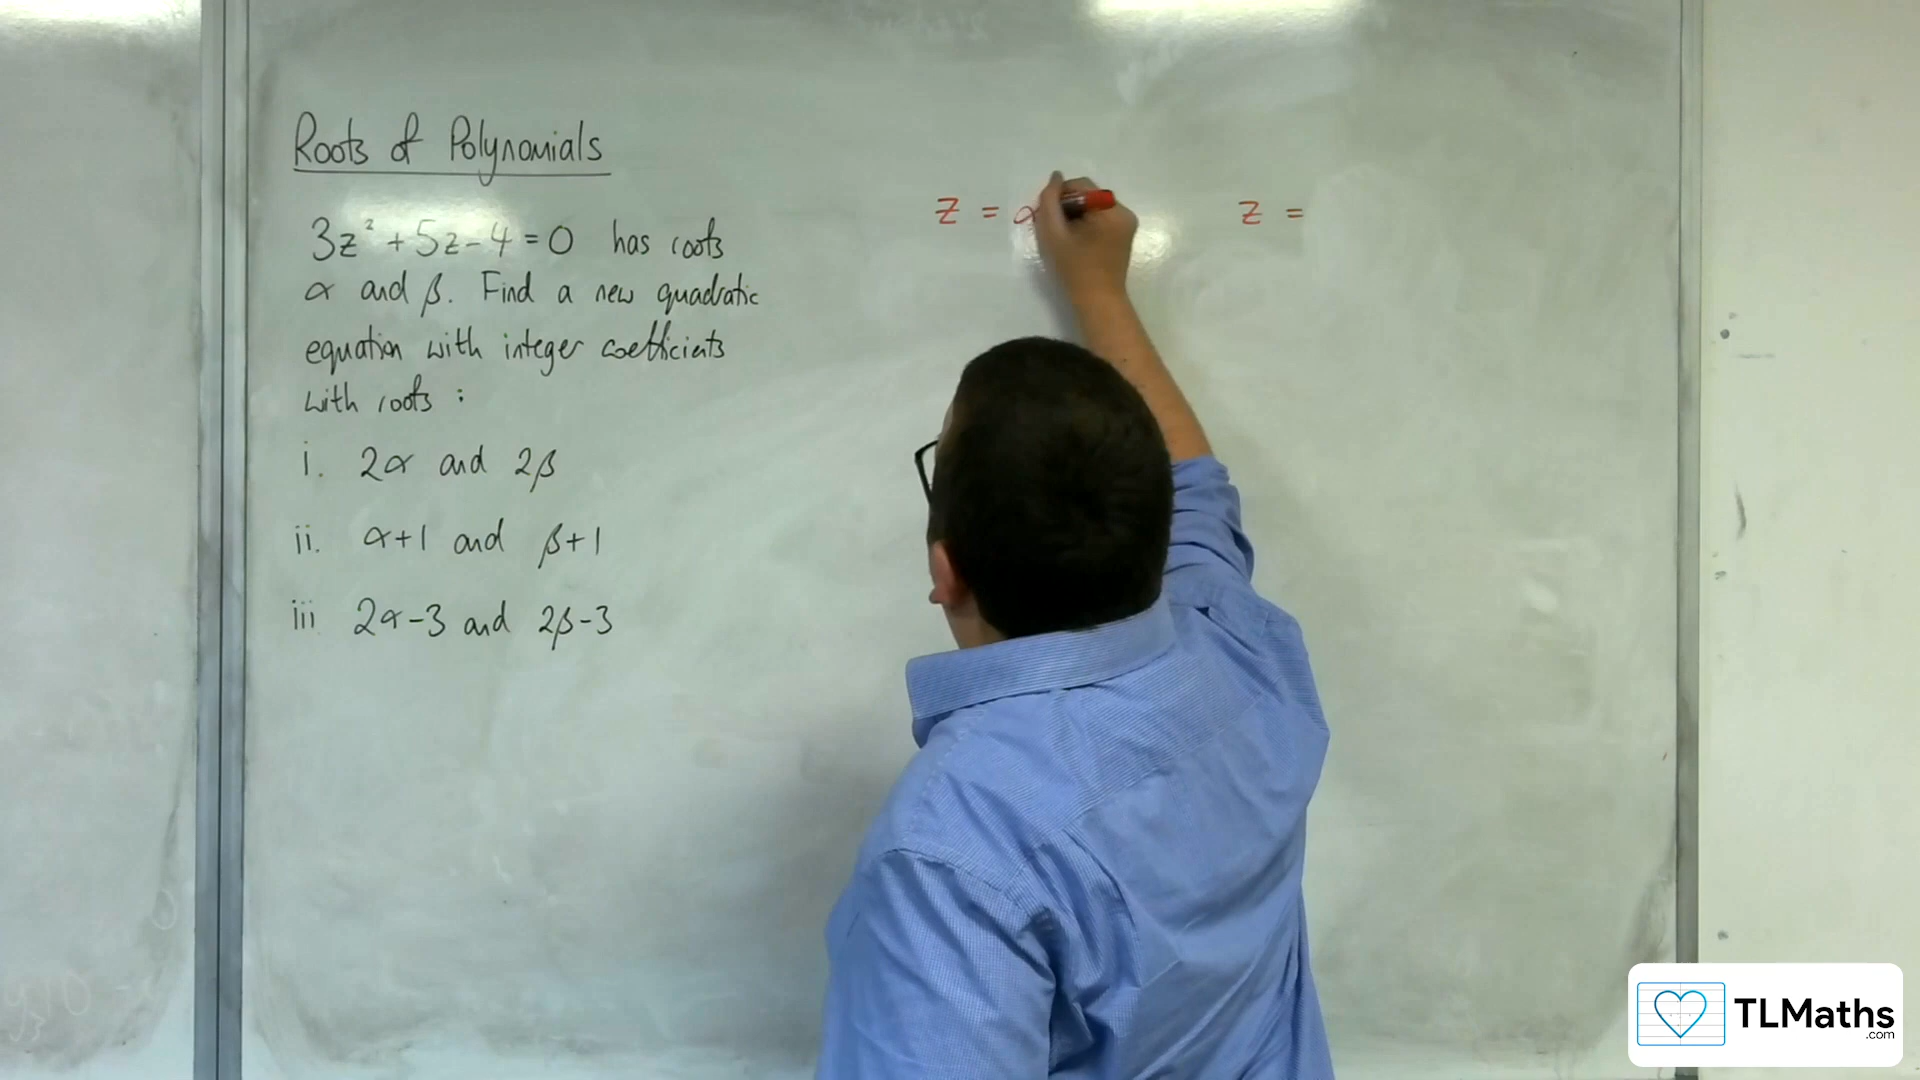 Roots of Polynomials
3z² + 5z - 4 = 0 has roots
α and β. Find a new quadratic
equation with integer coefficients
with roots :
i. 2α and 2β
ii. α+1 and β+1
iii 2α-3 and 2β-3
z = α
z =
TLMaths
.com